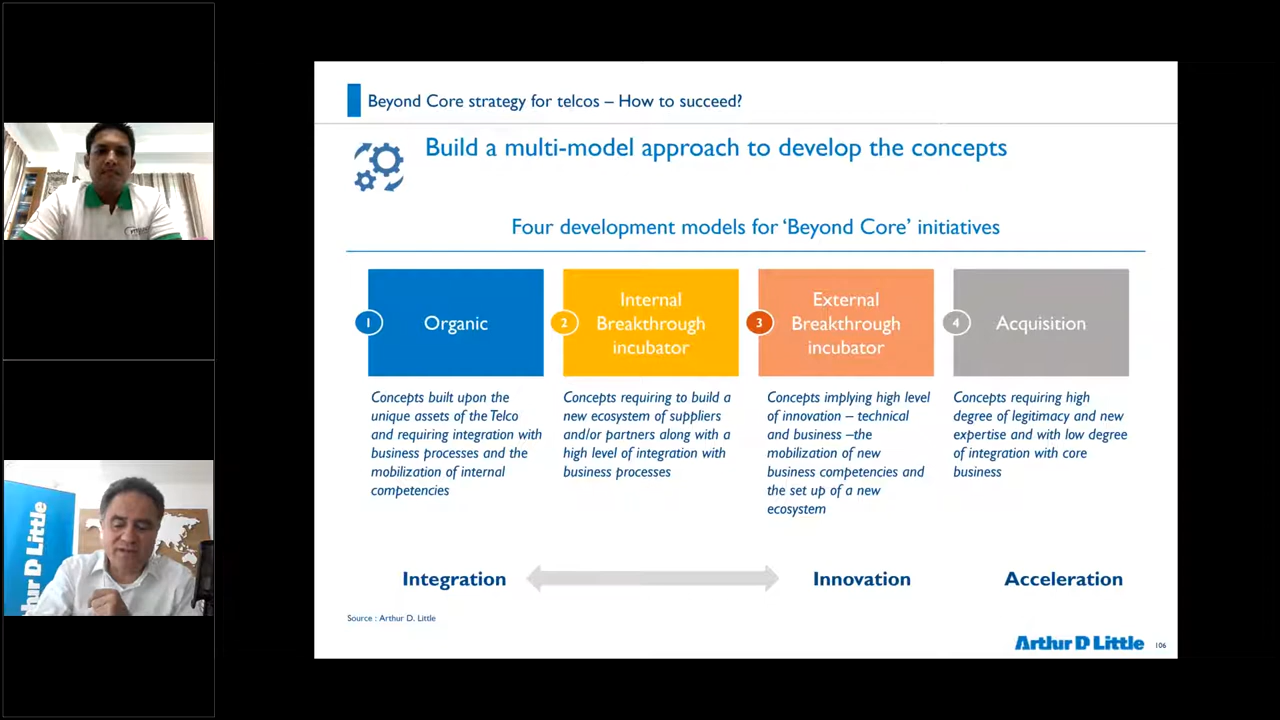 Beyond Core strategy for telcos – How to succeed?
Build a multi-model approach to develop the concepts
Four development models for ‘Beyond Core’ initiatives
1
Organic
2
Internal
Breakthrough
incubator
3
External
Breakthrough
incubator
4
Acquisition
Concepts built upon the
unique assets of the Telco
and requiring integration with
business processes and the
mobilization of internal
competencies
Concepts requiring to build a
new ecosystem of suppliers
and/or partners along with a
high level of integration with
business processes
Concepts implying high level
of innovation – technical
and business –the
mobilization of new
business competencies and
the set up of a new
ecosystem
Concepts requiring high
degree of legitimacy and new
expertise and with low degree
of integration with core
business
Integration
Innovation
Acceleration
Source : Arthur D. Little
Arthur D Little
106
hur D Little